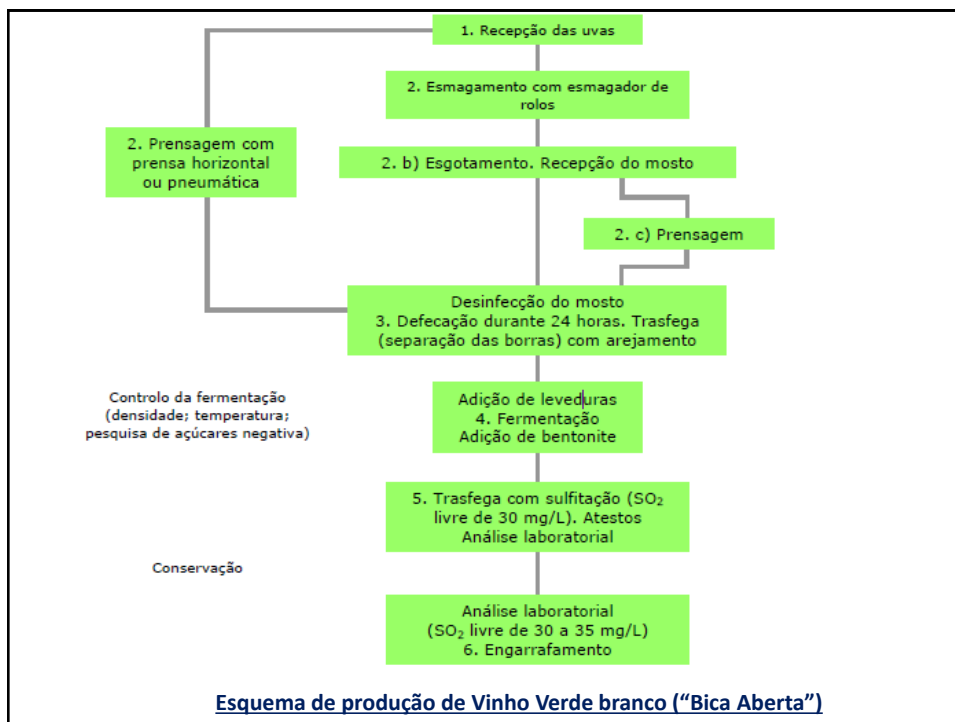 1. Recepção das uvas
2. Esmagamento com esmagador de
rolos
2. Prensagem com
prensa horizontal
ou pneumática
2. b) Esgotamento. Recepção do mosto
2. c) Prensagem
Desinfecção do mosto
3. Defecação durante 24 horas. Trasfega
(separação das borras) com arejamento
Controlo da fermentação
(densidade; temperatura;
pesquisa de açúcares negativa)
Adição de leveduras
4. Fermentação
Adição de bentonite
5. Trasfega com sulfitação (SO₂
livre de 30 mg/L). Atestos
Análise laboratorial
Conservação
Análise laboratorial
(SO₂ livre de 30 a 35 mg/L)
6. Engarrafamento
Esquema de produção de Vinho Verde branco (“Bica Aberta”)